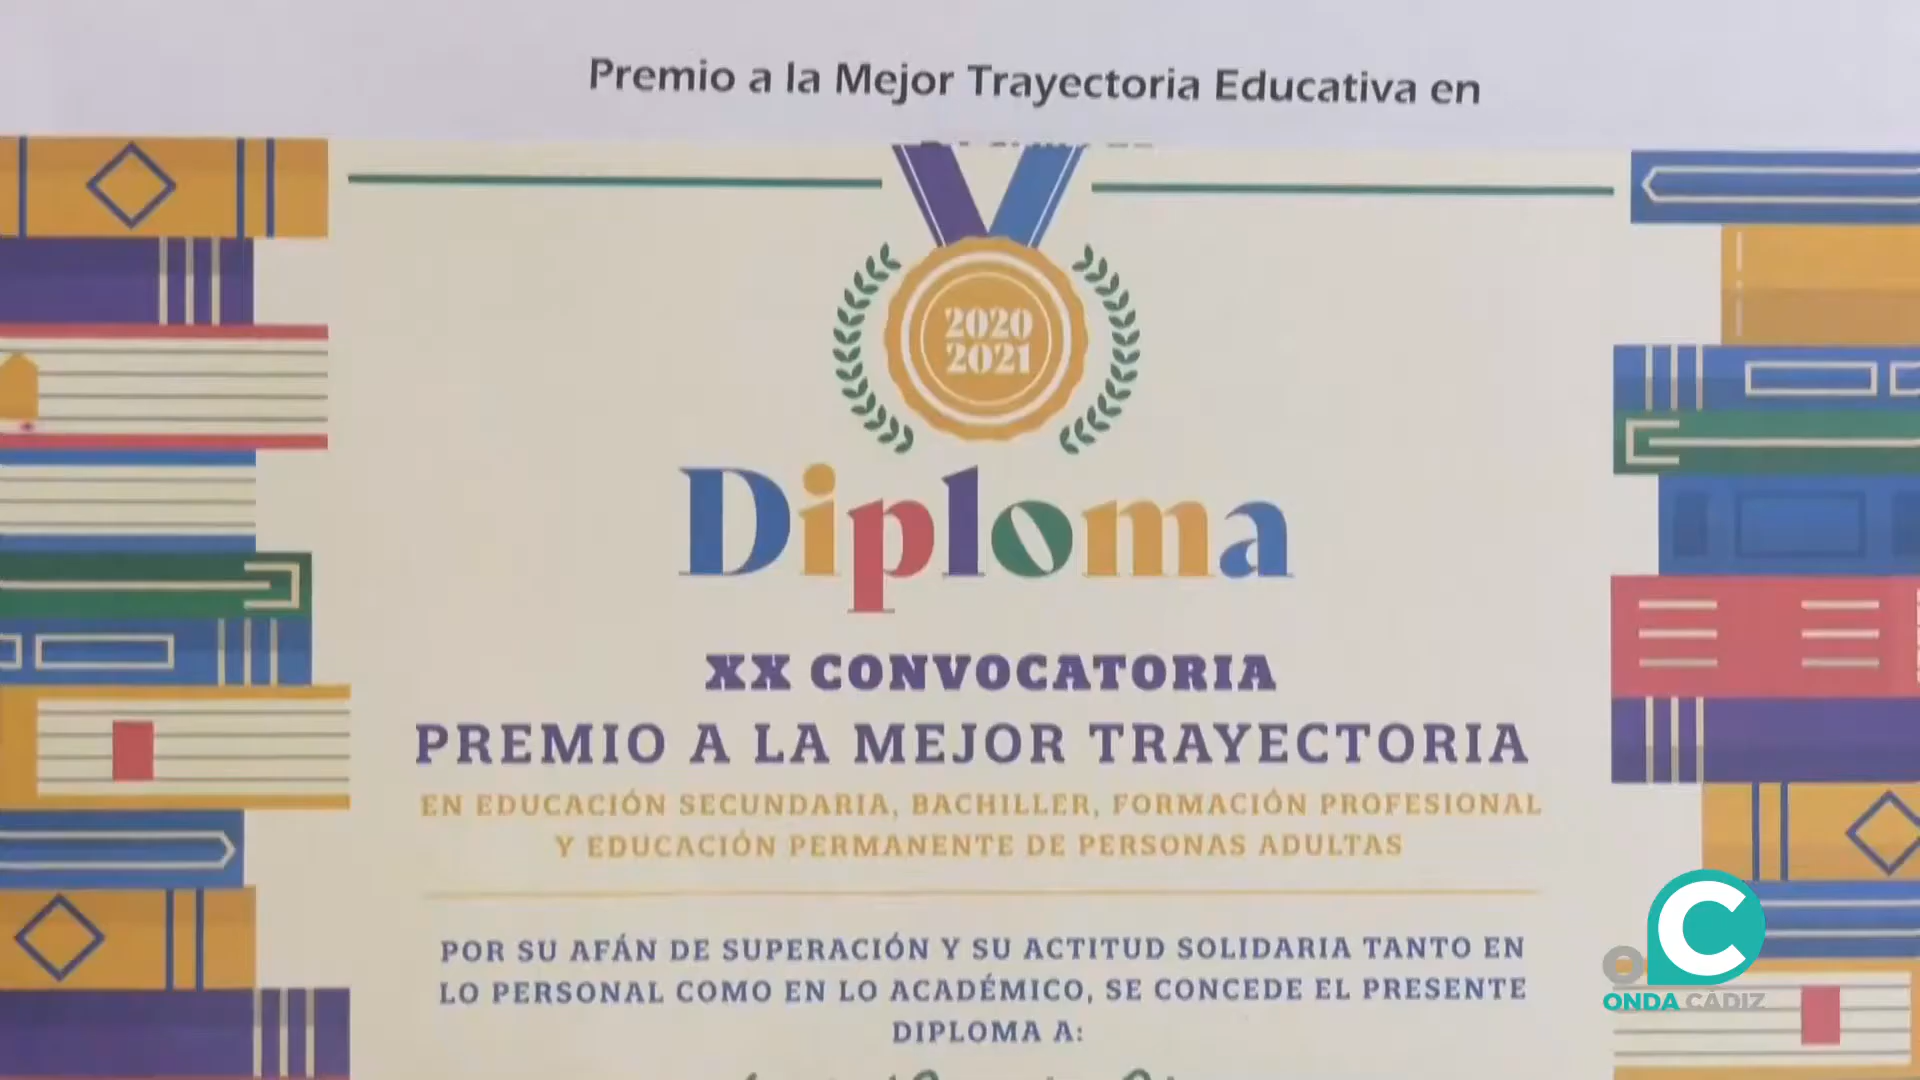 Premio a la Mejor Trayectoria Educativa en
2020
2021
Diploma
XX CONVOCATORIA
PREMIO A LA MEJOR TRAYECTORIA
EN EDUCACIÓN SECUNDARIA, BACHILLER, FORMACIÓN PROFESIONAL
Y EDUCACIÓN PERMANENTE DE PERSONAS ADULTAS
POR SU AFÁN DE SUPERACIÓN Y SU ACTITUD SOLIDARIA TANTO EN
LO PERSONAL COMO EN LO ACADÉMICO, SE CONCEDE EL PRESENTE
DIPLOMA A:
ONDA CÁDIZ